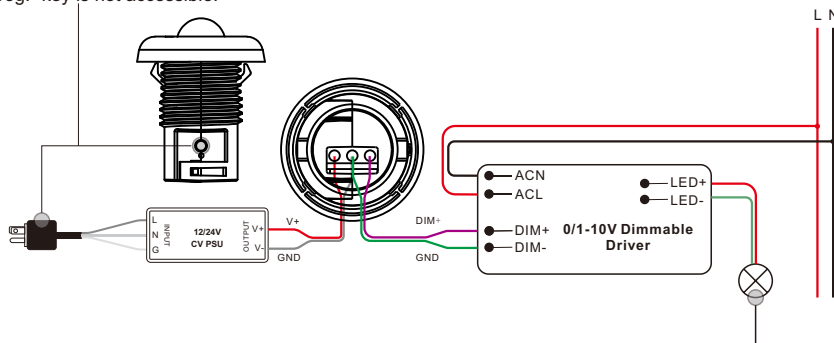 key is not accessible.
L N
ACN
ACL
LED+
LED-
DIM+
DIM-
0/1-10V Dimmable
Driver
DIM+
GND
V+
GND
L
N
G
INPUT
12/24V
CV PSU
OUTPUT
V+
V-